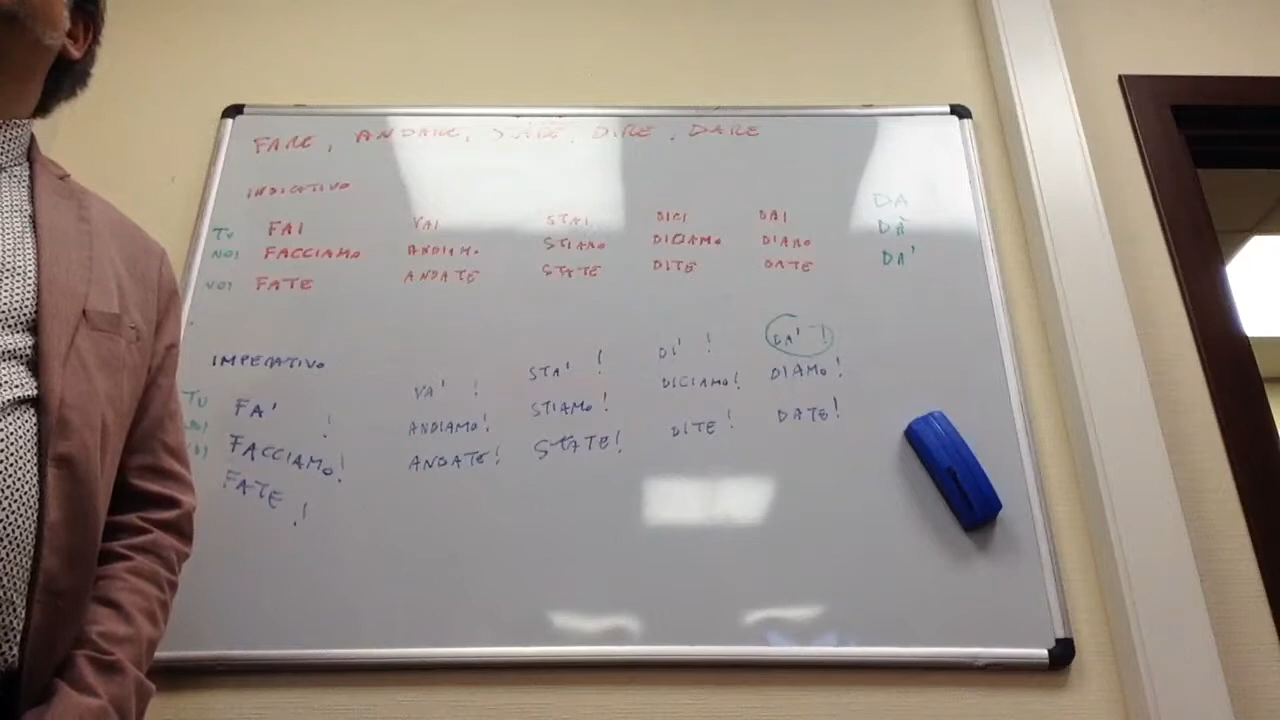 FARE, ANDARE, STARE, DIRE, DARE
INDICATIVO
DA
TU FAI VAI STAI DICI DAI DÀ
NOI FACCIAMO ANDIAMO STIAMO DICIAMO DIAMO DA'
VOI FATE ANDATE STATE DITE DATE
IMPERATIVO
TU FA' ! VA' ! STA' ! DI' ! DA' !
NOI FACCIAMO! ANDIAMO! STIAMO! DICIAMO! DIAMO!
FATE ! ANDATE! STATE! DITE! DATE!